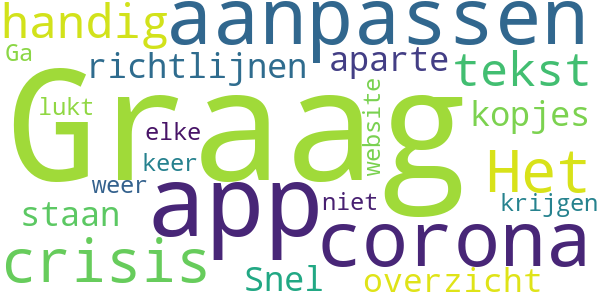 handig aanpassen
Ga richtlijnen aparte tekst
Graag
lukt elke website kopjes
keer Het
weer app niet krijgen
staan corona
crisis Snel overzicht